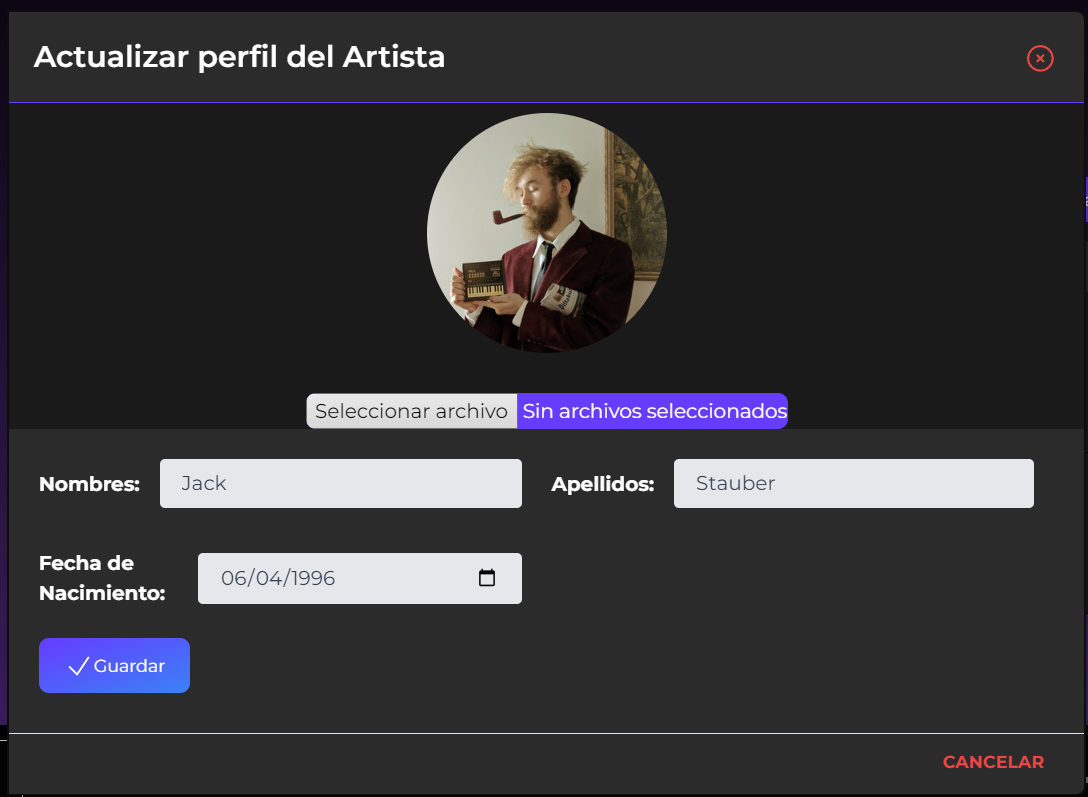 Actualizar perfil del Artista
Seleccionar archivo Sin archivos seleccionados
Nombres: Jack Apellidos: Stauber
Fecha de
Nacimiento: 06/04/1996
Guardar
CANCELAR